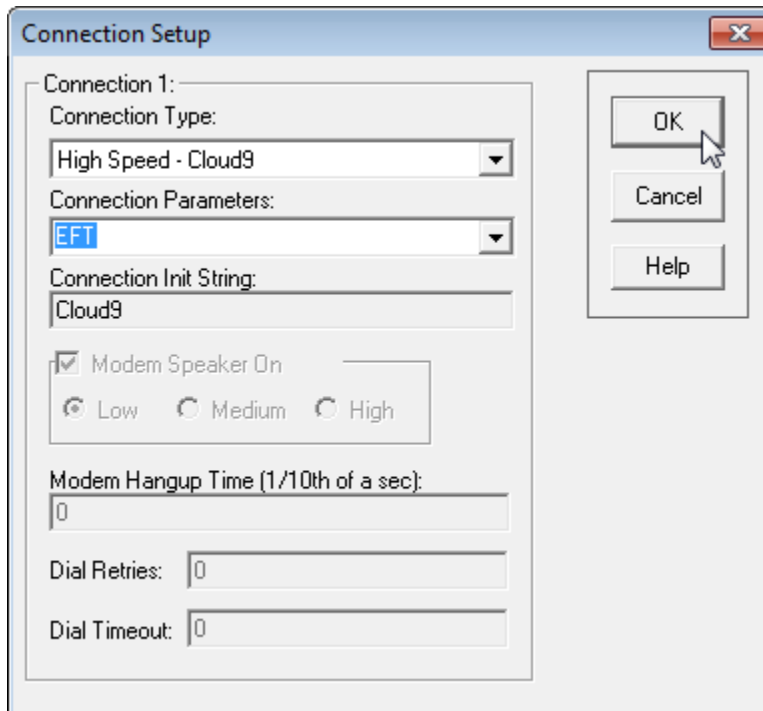 Connection Setup
Connection 1:
Connection Type:
High Speed - Cloud9
Connection Parameters:
EFT
Connection Init String:
Cloud9
Modem Speaker On
Low Medium High
Modem Hangup Time (1/10th of a sec):
0
Dial Retries: 0
Dial Timeout: 0
OK
Cancel
Help